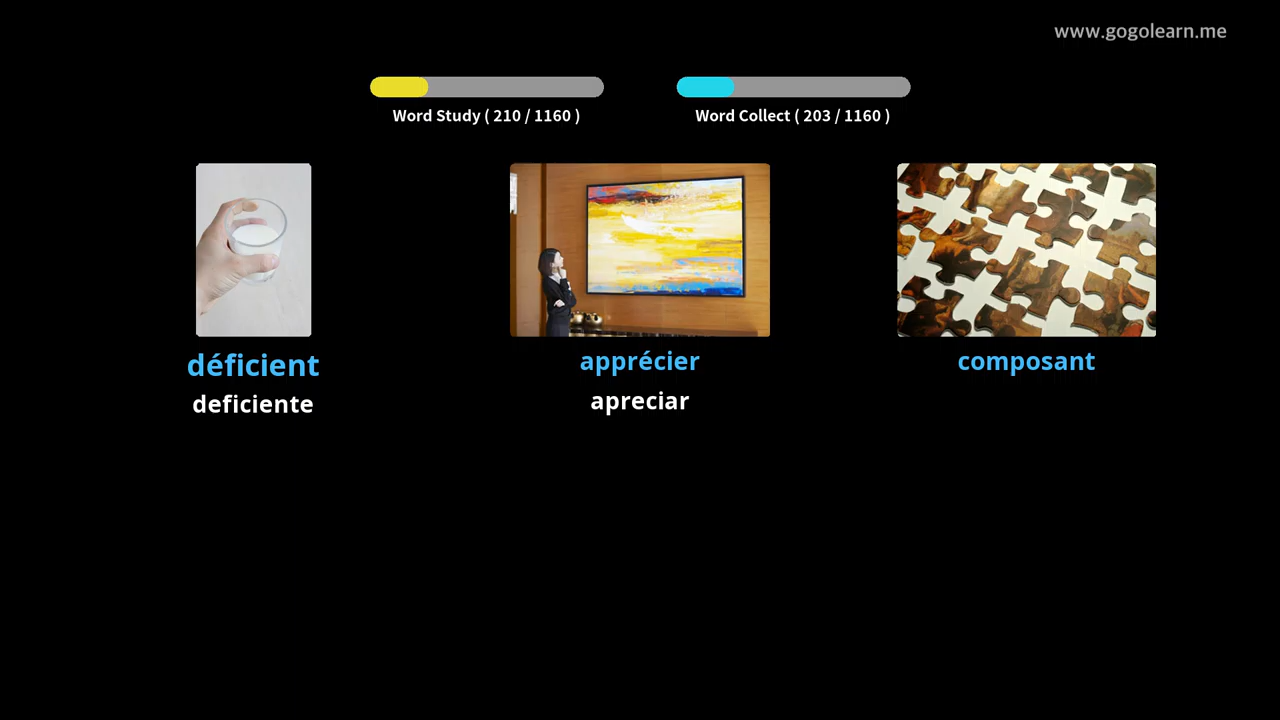 www.gogolearn.me
Word Study ( 210 / 1160 )
Word Collect ( 203 / 1160 )
déficient
deficiente
apprécier
apreciar
composant